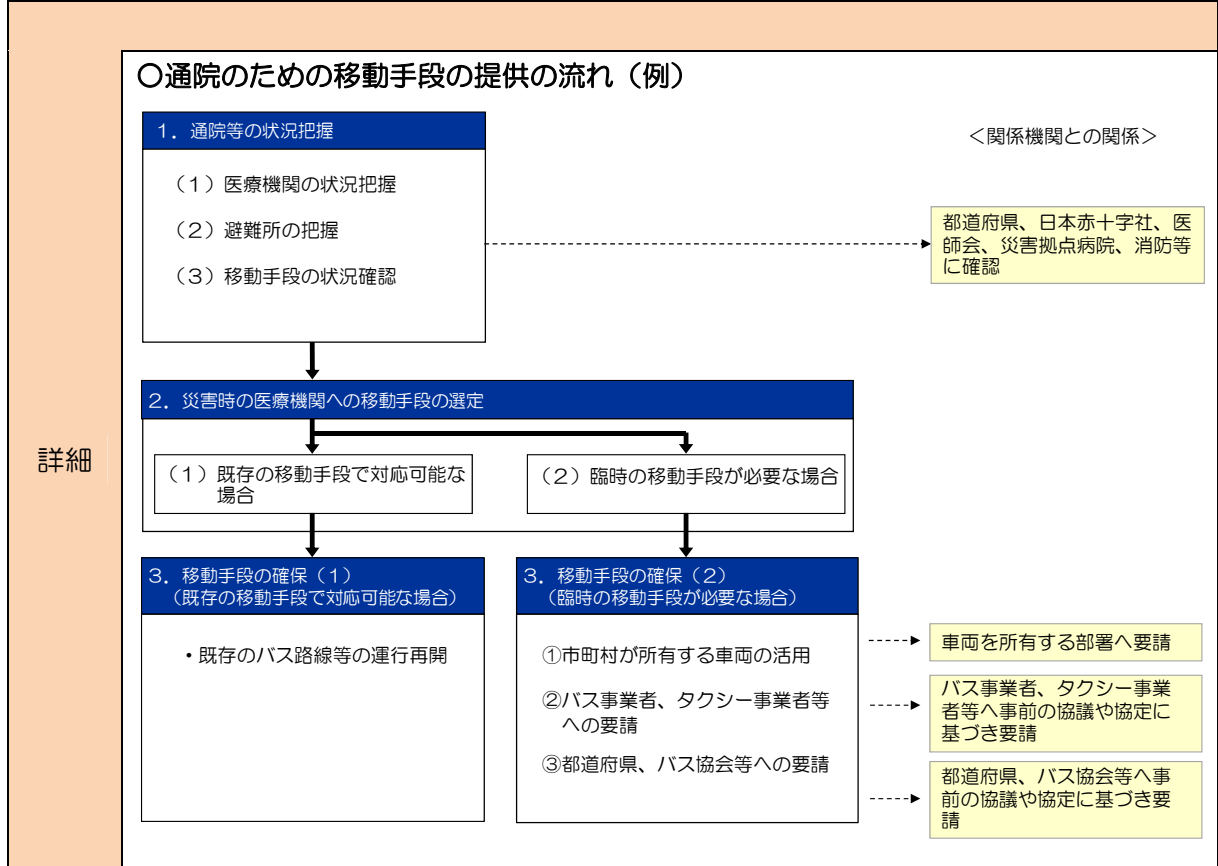 詳細
〇通院のための移動手段の提供の流れ（例）
１．通院等の状況把握
（１）医療機関の状況把握
（２）避難所の把握
（３）移動手段の状況確認
＜関係機関との関係＞
都道府県、日本赤十字社、医
師会、災害拠点病院、消防等
に確認
２．災害時の医療機関への移動手段の選定
（１）既存の移動手段で対応可能な
場合
（２）臨時の移動手段が必要な場合
３．移動手段の確保（１）
（既存の移動手段で対応可能な場合）
・既存のバス路線等の運行再開
３．移動手段の確保（２）
（臨時の移動手段が必要な場合）
①市町村が所有する車両の活用
②バス事業者、タクシー事業者等
への要請
③都道府県、バス協会等への要請
車両を所有する部署へ要請
バス事業者、タクシー事業
者等へ事前の協議や協定に
基づき要請
都道府県、バス協会等へ事
前の協議や協定に基づき要
請